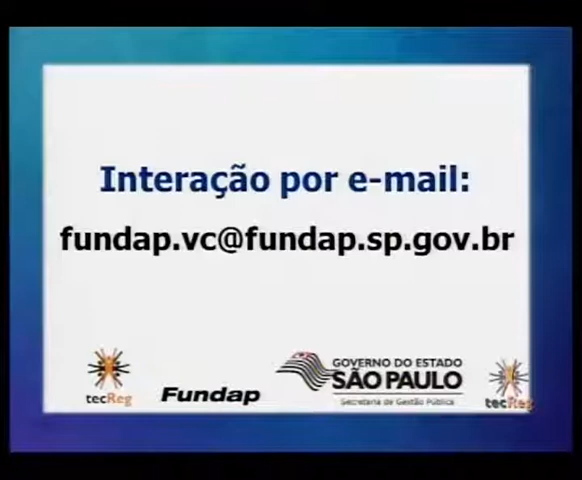 Interação por e-mail:
fundap.vc@fundap.sp.gov.br
tecReg
Fundap
GOVERNO DO ESTADO
SÃO PAULO
Secretaria de Gestão Pública
tecReg